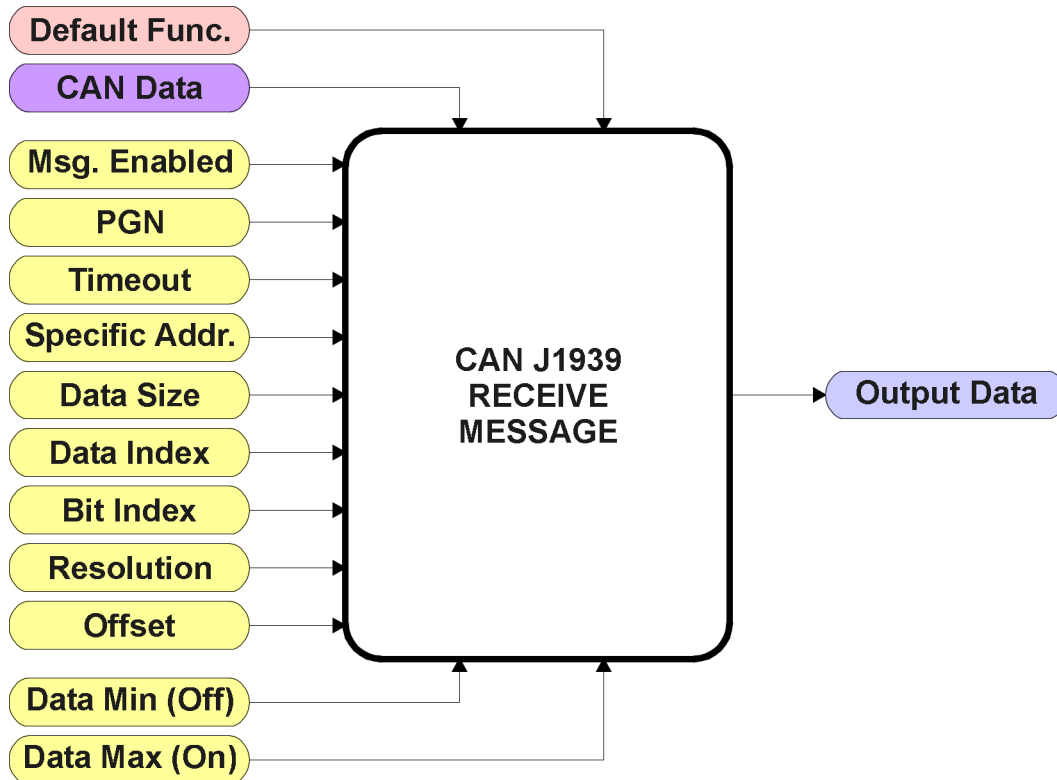 Default Func.
CAN Data
Msg. Enabled
PGN
Timeout
Specific Addr.
Data Size
Data Index
Bit Index
Resolution
Offset
Data Min (Off)
Data Max (On)
CAN J1939
RECEIVE
MESSAGE
Output Data